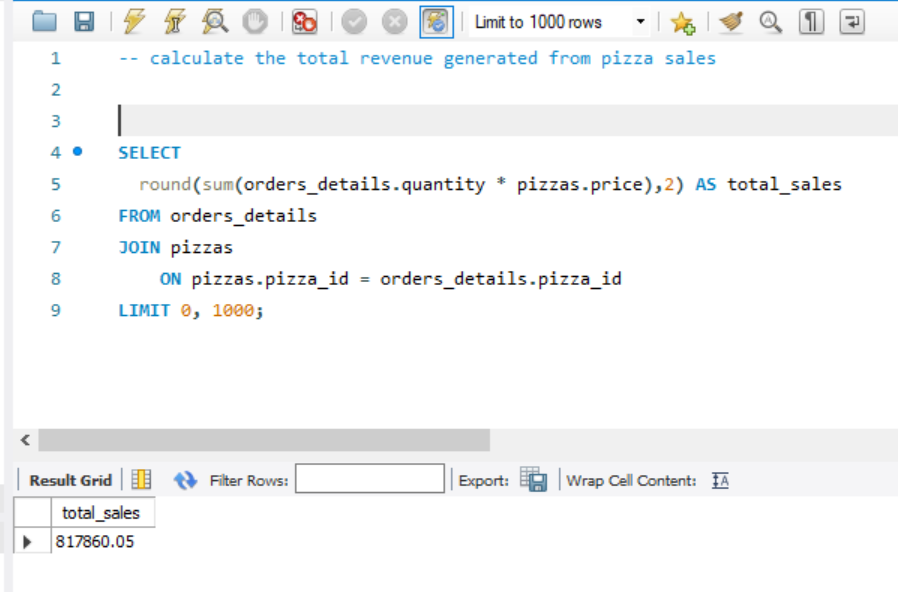 Limit to 1000 rows
1 -- calculate the total revenue generated from pizza sales
2
3
4 SELECT
5 round(sum(orders_details.quantity * pizzas.price),2) AS total_sales
6 FROM orders_details
7 JOIN pizzas
8 ON pizzas.pizza_id = orders_details.pizza_id
9 LIMIT 0, 1000;
Result Grid Filter Rows: Export: Wrap Cell Content: IA
total_sales
817860.05